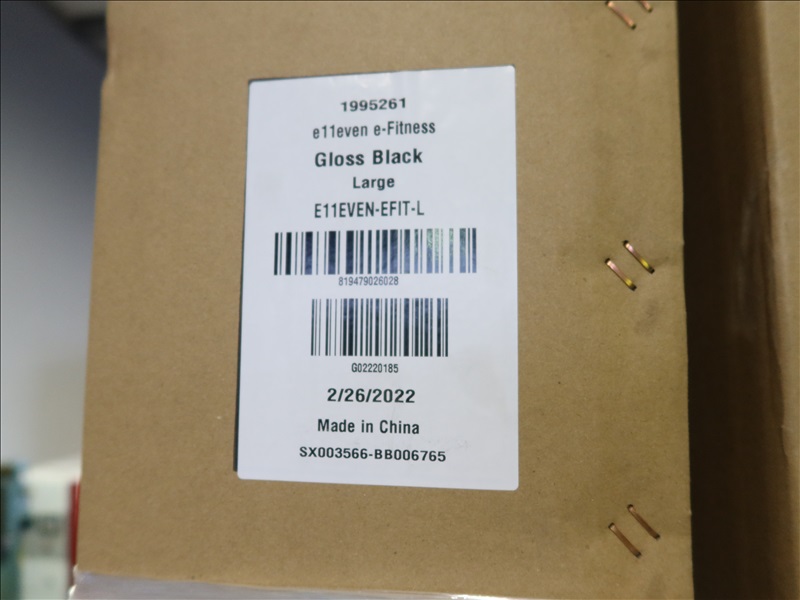 1995261
e11even e-Fitness
Gloss Black
Large
E11EVEN-EFIT-L
819479026028
G02220185
2/26/2022
Made in China
SX003566-BB006765